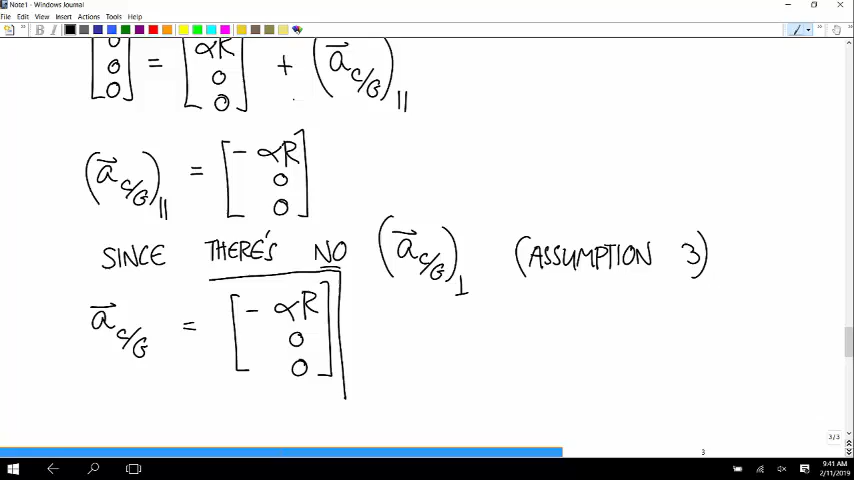 Note1 - Windows Journal
File Edit View Insert Actions Tools Help
B I
[0 0 0] = [αR 0 0] + (a⃗ C/G)∥
(a⃗ C/G)∥ = [-αR 0 0]
SINCE THERE'S NO (a⃗ C/G)⊥ (ASSUMPTION 3)
a⃗ C/G = [-αR 0 0]
3/3
3
9:41 AM
2/11/2019